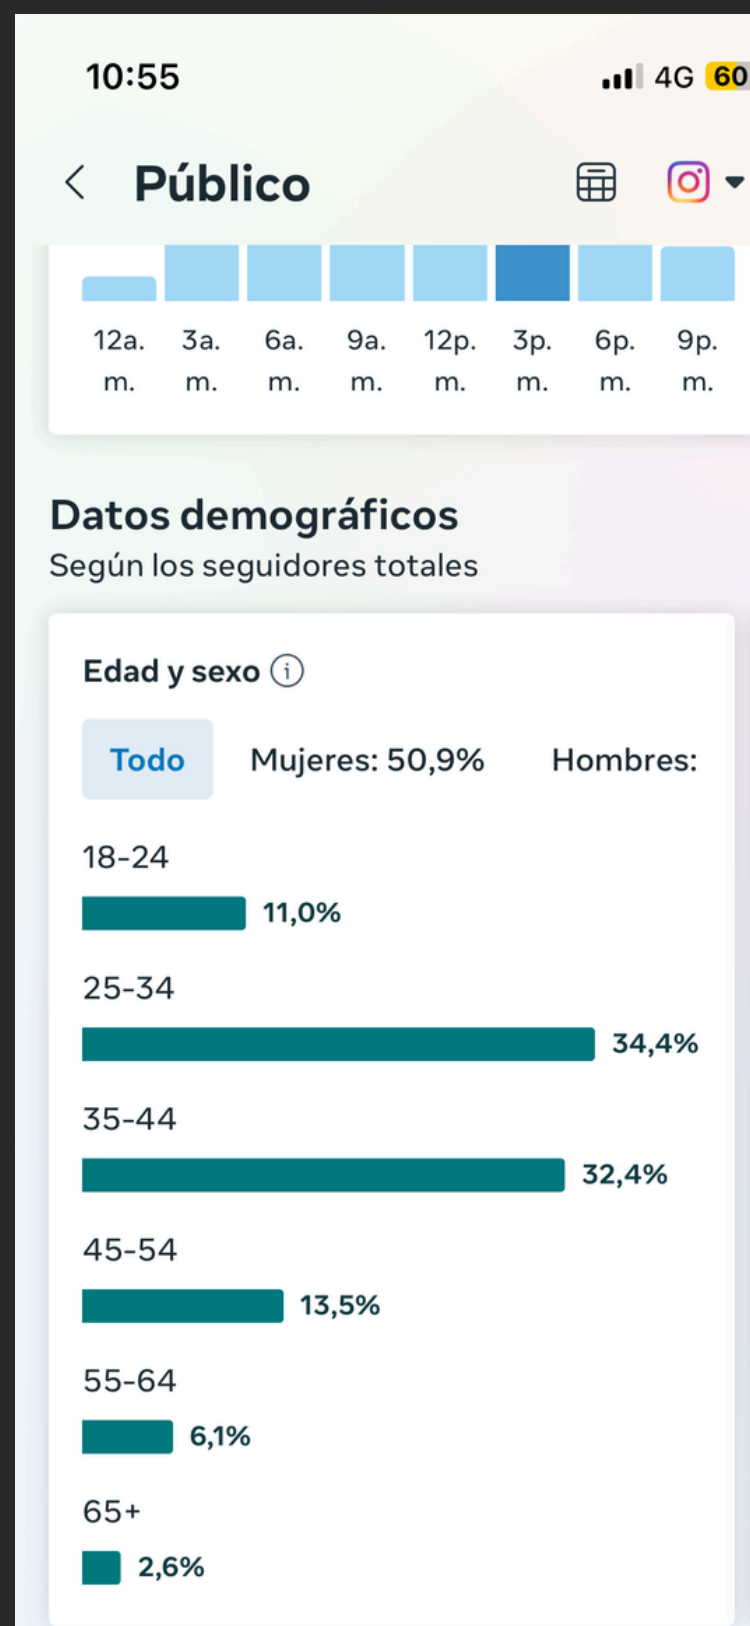 10:55 4G 60
Público
12a. 3a. 6a. 9a. 12p. 3p. 6p. 9p.
m. m. m. m. m. m. m. m.
Datos demográficos
Según los seguidores totales
Edad y sexo
Todo Mujeres: 50,9% Hombres:
18-24
11,0%
25-34
34,4%
35-44
32,4%
45-54
13,5%
55-64
6,1%
65+
2,6%